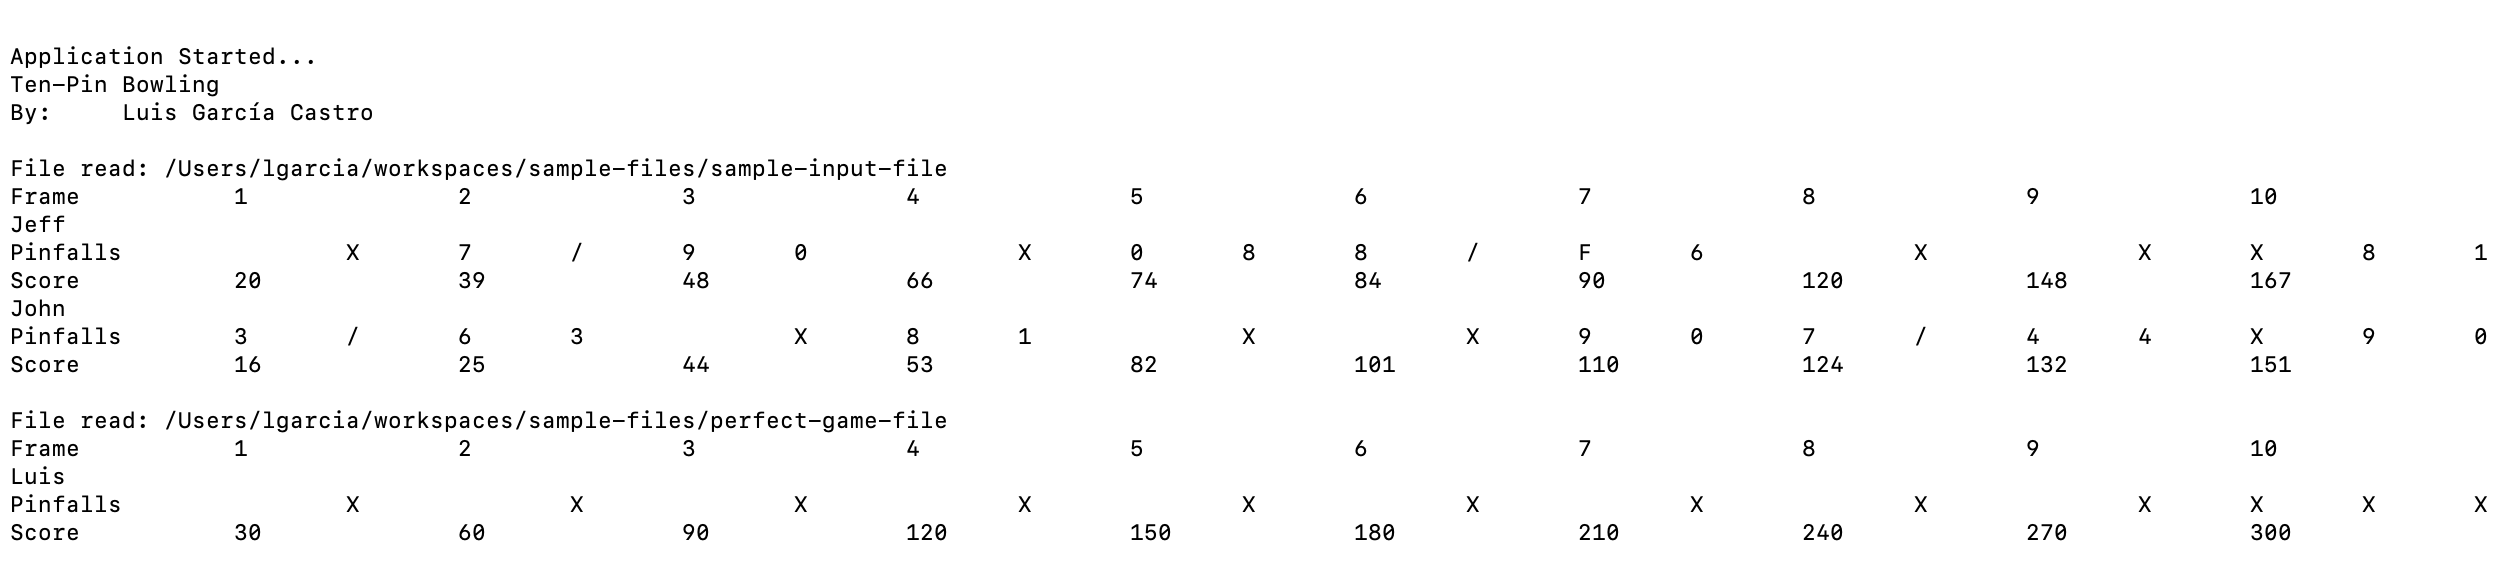 Application Started...
Ten-Pin Bowling
By:	Luis García Castro
File read: /Users/lgarcia/workspaces/sample-files/sample-input-file
Frame		1		2		3		4		5		6		7		8		9		10
Jeff
Pinfalls		X	7	/	9	0		X	0	8	8	/	F	6		X		X	X	8	1
Score		20		39		48		66		74		84		90		120		148		167
John
Pinfalls	3	/	6	3		X	8	1		X		X	9	0	7	/	4	4	X	9	0
Score		16		25		44		53		82		101		110		124		132		151
File read: /Users/lgarcia/workspaces/sample-files/perfect-game-file
Frame		1		2		3		4		5		6		7		8		9		10
Luis
Pinfalls		X		X		X		X		X		X		X		X		X	X	X	X
Score		30		60		90		120		150		180		210		240		270		300